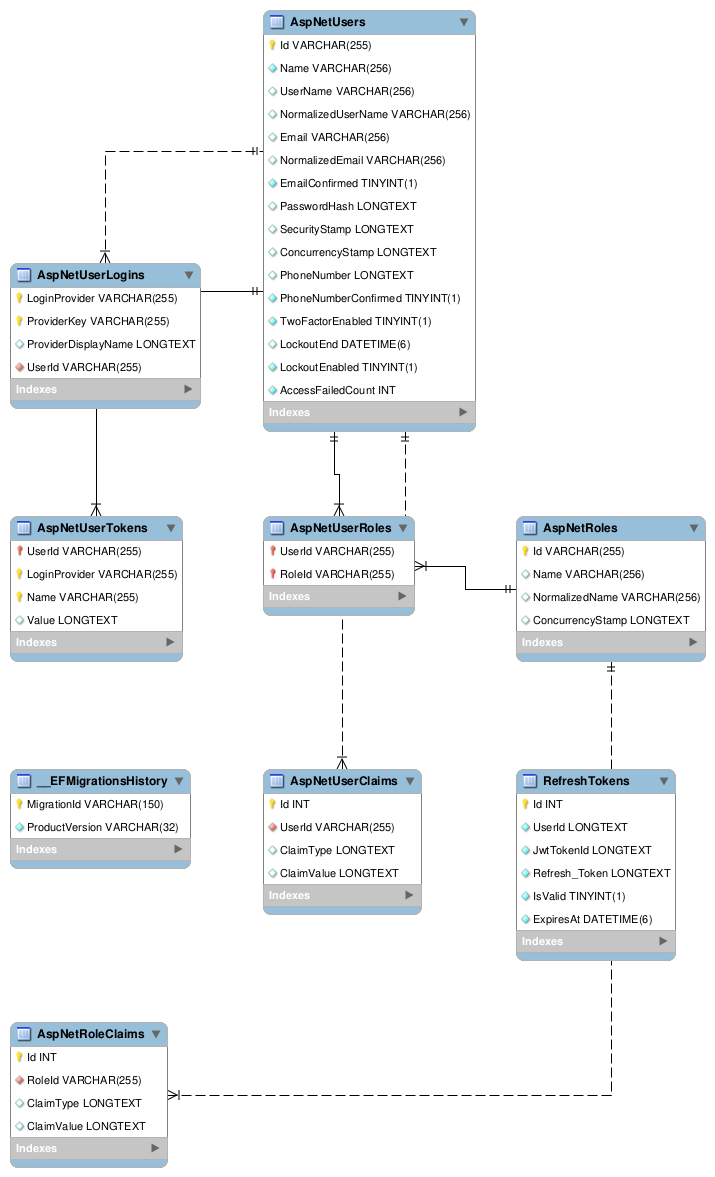 AspNetUsers
Id VARCHAR(255)
Name VARCHAR(256)
UserName VARCHAR(256)
NormalizedUserName VARCHAR(256)
Email VARCHAR(256)
NormalizedEmail VARCHAR(256)
EmailConfirmed TINYINT(1)
PasswordHash LONGTEXT
SecurityStamp LONGTEXT
ConcurrencyStamp LONGTEXT
PhoneNumber LONGTEXT
PhoneNumberConfirmed TINYINT(1)
TwoFactorEnabled TINYINT(1)
LockoutEnd DATETIME(6)
LockoutEnabled TINYINT(1)
AccessFailedCount INT
Indexes
AspNetUserLogins
LoginProvider VARCHAR(255)
ProviderKey VARCHAR(255)
ProviderDisplayName LONGTEXT
UserId VARCHAR(255)
Indexes
AspNetUserTokens
UserId VARCHAR(255)
LoginProvider VARCHAR(255)
Name VARCHAR(255)
Value LONGTEXT
Indexes
AspNetUserRoles
UserId VARCHAR(255)
RoleId VARCHAR(255)
Indexes
AspNetRoles
Id VARCHAR(255)
Name VARCHAR(256)
NormalizedName VARCHAR(256)
ConcurrencyStamp LONGTEXT
Indexes
__EFMigrationsHistory
MigrationId VARCHAR(150)
ProductVersion VARCHAR(32)
Indexes
AspNetUserClaims
Id INT
UserId VARCHAR(255)
ClaimType LONGTEXT
ClaimValue LONGTEXT
Indexes
RefreshTokens
Id INT
UserId LONGTEXT
JwtTokenId LONGTEXT
Refresh_Token LONGTEXT
IsValid TINYINT(1)
ExpiresAt DATETIME(6)
Indexes
AspNetRoleClaims
Id INT
RoleId VARCHAR(255)
ClaimType LONGTEXT
ClaimValue LONGTEXT
Indexes